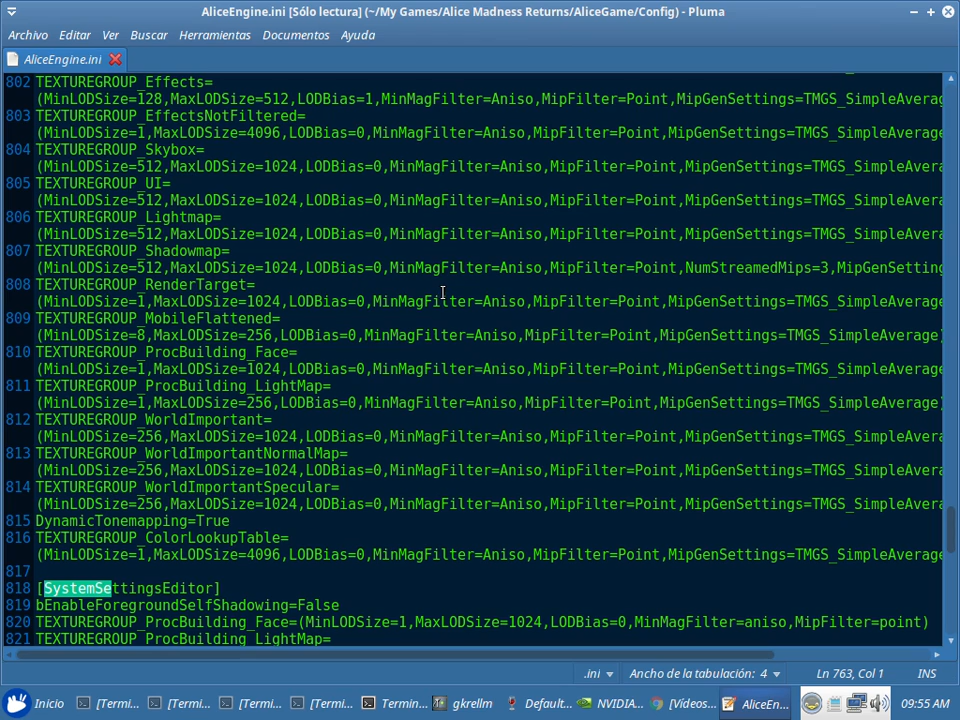 AliceEngine.ini [Sólo lectura] (~/My Games/Alice Madness Returns/AliceGame/Config) - Pluma
Archivo Editar Ver Buscar Herramientas Documentos Ayuda
AliceEngine.ini
802 TEXTUREGROUP_Effects=
(MinLODSize=128,MaxLODSize=512,LODBias=1,MinMagFilter=Aniso,MipFilter=Point,MipGenSettings=TMGS_SimpleAverag
803 TEXTUREGROUP_EffectsNotFiltered=
(MinLODSize=1,MaxLODSize=4096,LODBias=0,MinMagFilter=Aniso,MipFilter=Point,MipGenSettings=TMGS_SimpleAverage
804 TEXTUREGROUP_Skybox=
(MinLODSize=512,MaxLODSize=1024,LODBias=0,MinMagFilter=Aniso,MipFilter=Point,MipGenSettings=TMGS_SimpleAvera
805 TEXTUREGROUP_UI=
(MinLODSize=512,MaxLODSize=1024,LODBias=0,MinMagFilter=Aniso,MipFilter=Point,MipGenSettings=TMGS_SimpleAvera
806 TEXTUREGROUP_Lightmap=
(MinLODSize=512,MaxLODSize=1024,LODBias=0,MinMagFilter=Aniso,MipFilter=Point,MipGenSettings=TMGS_SimpleAvera
807 TEXTUREGROUP_Shadowmap=
(MinLODSize=512,MaxLODSize=1024,LODBias=0,MinMagFilter=Aniso,MipFilter=Point,NumStreamedMips=3,MipGenSetting
808 TEXTUREGROUP_RenderTarget=
(MinLODSize=1,MaxLODSize=1024,LODBias=0,MinMagFilter=Aniso,MipFilter=Point,MipGenSettings=TMGS_SimpleAverage
809 TEXTUREGROUP_MobileFlattened=
(MinLODSize=8,MaxLODSize=256,LODBias=0,MinMagFilter=Aniso,MipFilter=Point,MipGenSettings=TMGS_SimpleAverage)
810 TEXTUREGROUP_ProcBuilding_Face=
(MinLODSize=1,MaxLODSize=1024,LODBias=0,MinMagFilter=Aniso,MipFilter=Point,MipGenSettings=TMGS_SimpleAverage
811 TEXTUREGROUP_ProcBuilding_LightMap=
(MinLODSize=1,MaxLODSize=256,LODBias=0,MinMagFilter=Aniso,MipFilter=Point,MipGenSettings=TMGS_SimpleAverage)
812 TEXTUREGROUP_WorldImportant=
(MinLODSize=256,MaxLODSize=1024,LODBias=0,MinMagFilter=Aniso,MipFilter=Point,MipGenSettings=TMGS_SimpleAvera
813 TEXTUREGROUP_WorldImportantNormalMap=
(MinLODSize=256,MaxLODSize=1024,LODBias=0,MinMagFilter=Aniso,MipFilter=Point,MipGenSettings=TMGS_SimpleAvera
814 TEXTUREGROUP_WorldImportantSpecular=
(MinLODSize=256,MaxLODSize=1024,LODBias=0,MinMagFilter=Aniso,MipFilter=Point,MipGenSettings=TMGS_SimpleAvera
815 DynamicTonemapping=True
816 TEXTUREGROUP_ColorLookupTable=
(MinLODSize=1,MaxLODSize=4096,LODBias=0,MinMagFilter=Aniso,MipFilter=Point,MipGenSettings=TMGS_SimpleAverage
817
818 [SystemSettingsEditor]
819 bEnableForegroundSelfShadowing=False
820 TEXTUREGROUP_ProcBuilding_Face=(MinLODSize=1,MaxLODSize=1024,LODBias=0,MinMagFilter=aniso,MipFilter=point)
821 TEXTUREGROUP_ProcBuilding_LightMap=
.ini Ancho de la tabulación: 4 Ln 763, Col 1 INS
Inicio [Termi... [Termi... [Termi... [Termi... Termin... gkrellm Default... NVIDIA... [Vídeos... AliceEn... 09:55 AM